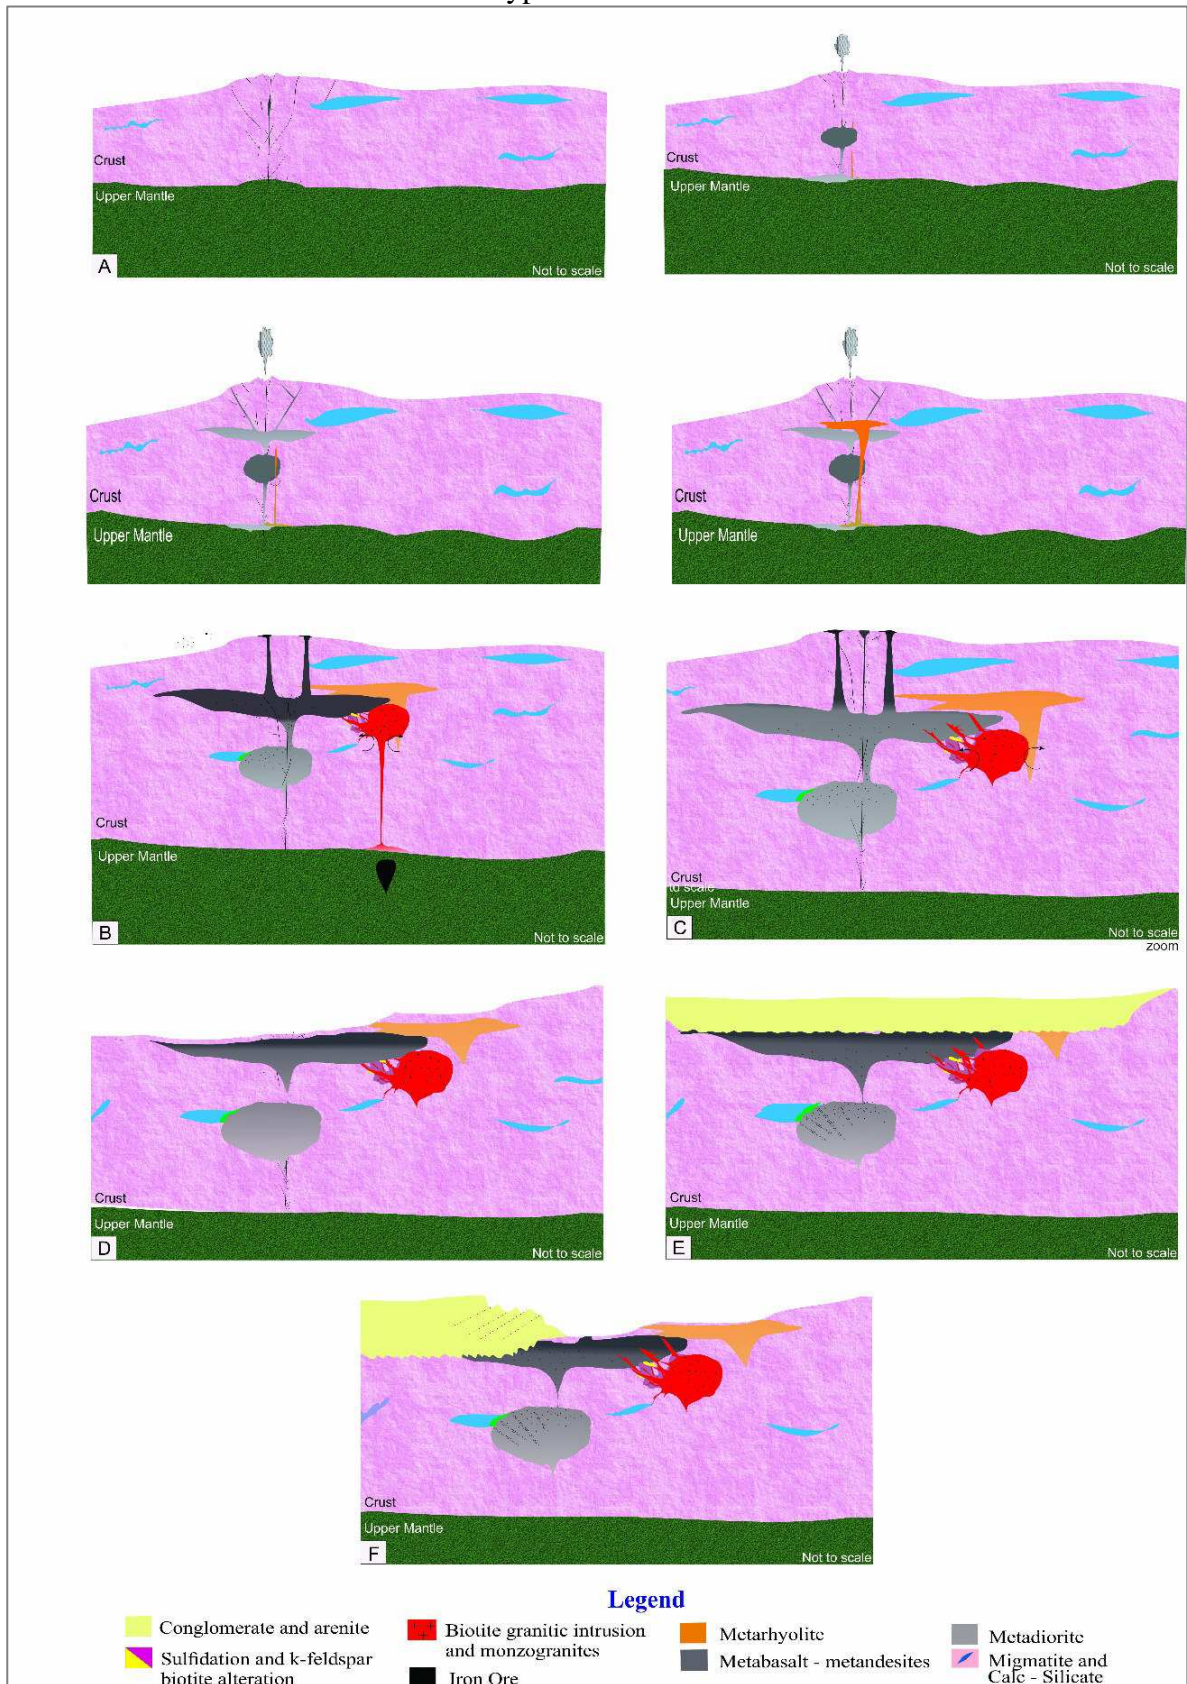 Crust
Upper Mantle
A
Not to scale
Crust
Upper Mantle
Not to scale
Crust
Upper Mantle
Crust
Upper Mantle
Crust
Upper Mantle
B
Not to scale
Crust
to scale
Upper Mantle
C
Not to scale
zoom
Crust
Upper Mantle
D
Not to scale
Crust
Upper Mantle
E
Not to scale
Crust
Upper Mantle
F
Not to scale
Legend
Conglomerate and arenite
Sulfidation and k-feldspar
biotite alteration
Biotite granitic intrusion
and monzogranites
Iron Ore
Metarhyolite
Metabasalt - metandesites
Metadiorite
Migmatite and
Calc - Silicate